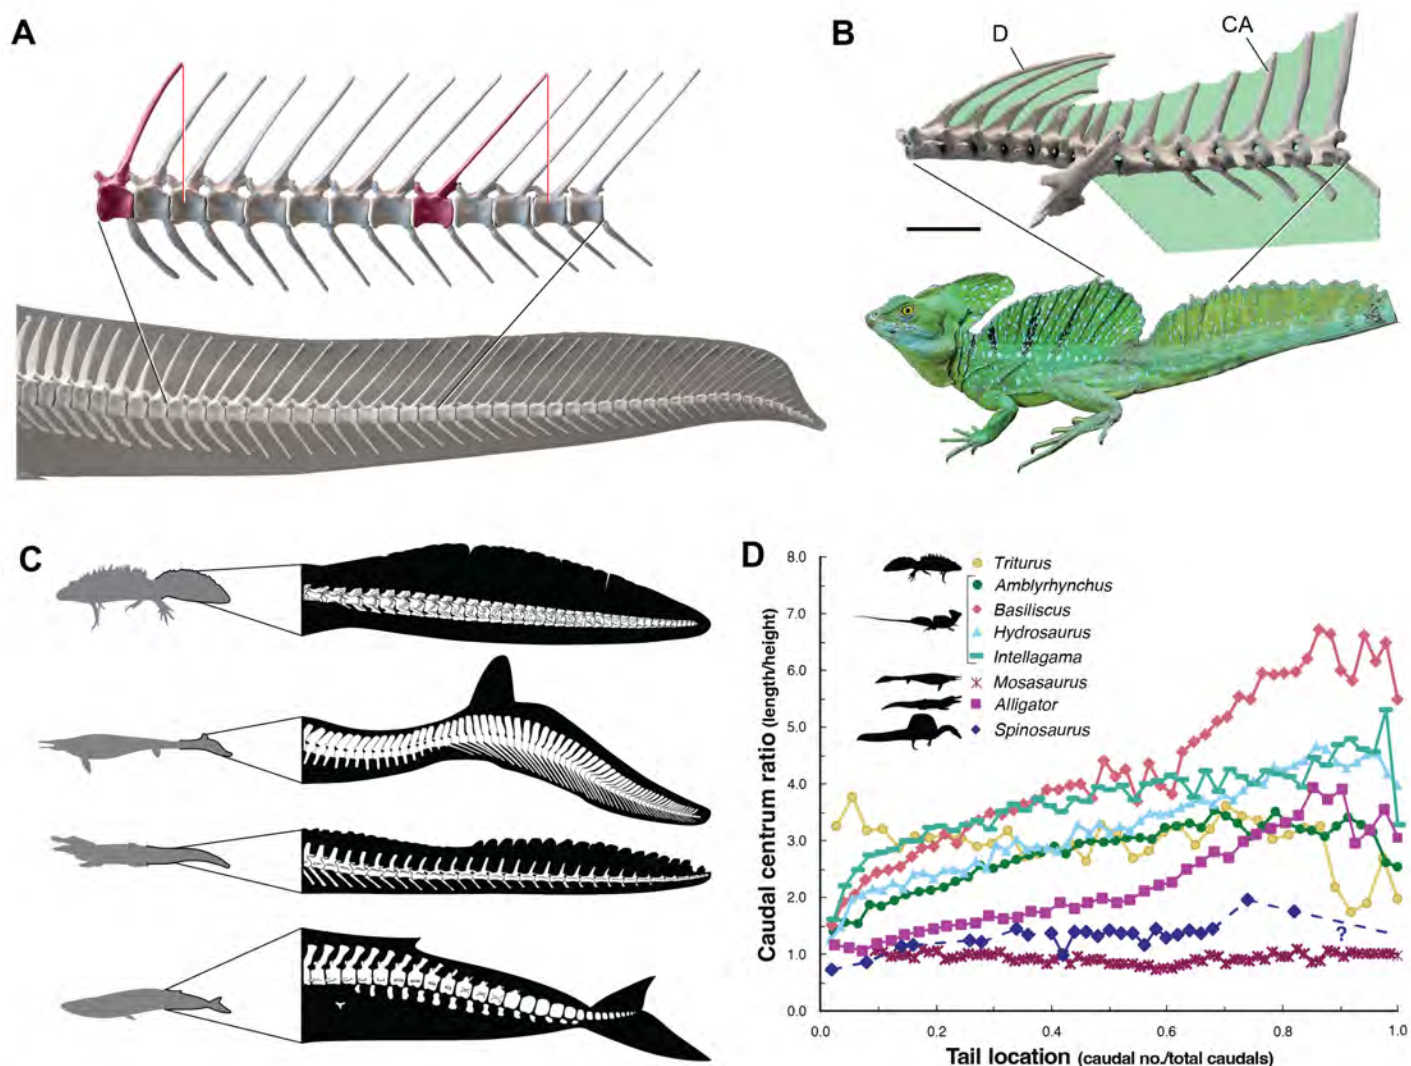 A
B
D
CA
C
D
8.0
7.0
6.0
5.0
4.0
3.0
2.0
1.0
0.0
Caudal centrum ratio (length/height)
Triturus
Amblyrhynchus
Basiliscus
Hydrosaurus
Intellagama
Mosasaurus
Alligator
Spinosaurus
?
0.0 0.2 0.4 0.6 0.8 1.0
Tail location (caudal no./total caudals)